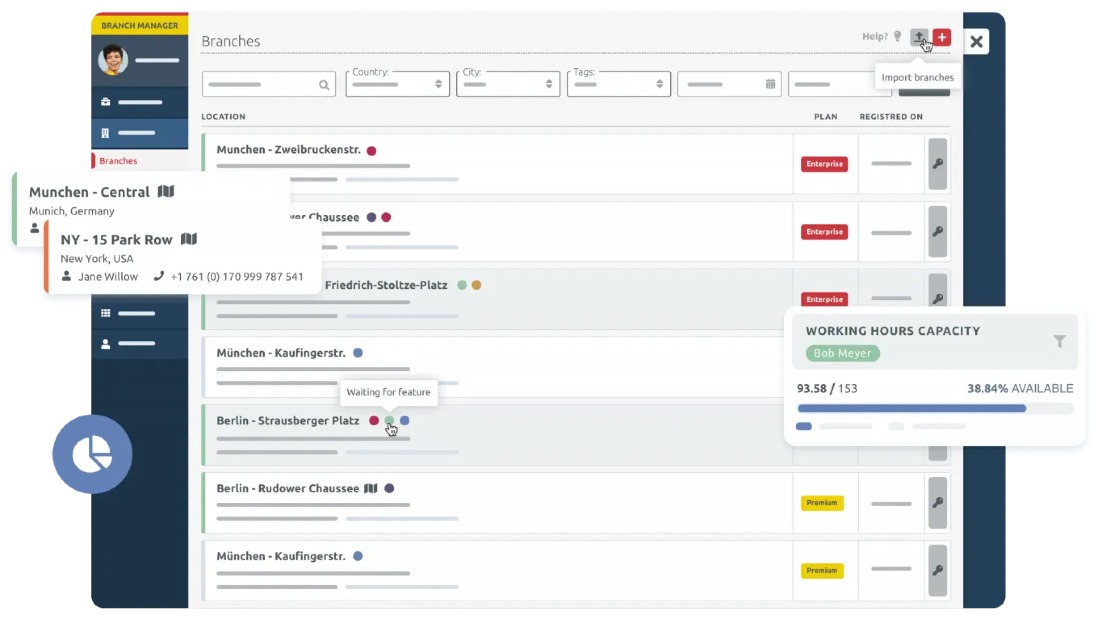 BRANCH MANAGER
Branches
Help?
Import branches
Country:
City:
Tags:
LOCATION
PLAN
REGISTRED ON
Branches
Munchen - Zweibruckenstr.
Enterprise
Munchen - Central
Munich, Germany
wer Chaussee
Enterprise
NY - 15 Park Row
New York, USA
Jane Willow
+1 761 (0) 170 999 787 541
Friedrich-Stoltze-Platz
Enterprise
WORKING HOURS CAPACITY
Bob Meyer
93.58 / 153
38.84% AVAILABLE
München - Kaufingerstr.
Waiting for feature
Berlin - Strausberger Platz
Berlin - Rudower Chaussee
Premium
München - Kaufingerstr.
Premium